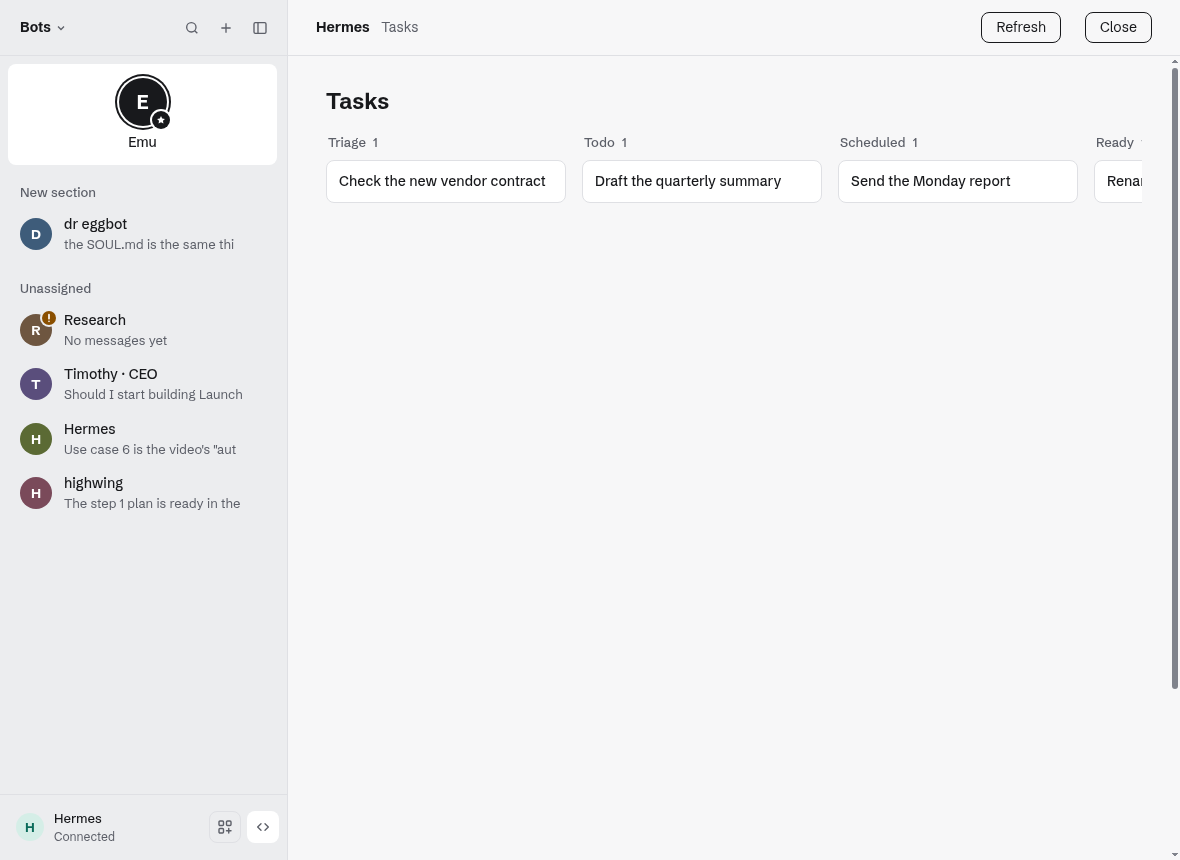 Bots
Hermes Tasks
Refresh
Close
E
Emu
New section
D
dr eggbot
the SOUL.md is the same thi
Unassigned
R
!
Research
No messages yet
T
Timothy · CEO
Should I start building Launch
H
Hermes
Use case 6 is the video's "aut
H
highwing
The step 1 plan is ready in the
H
Hermes
Connected
Tasks
Triage 1
Check the new vendor contract
Todo 1
Draft the quarterly summary
Scheduled 1
Send the Monday report
Ready